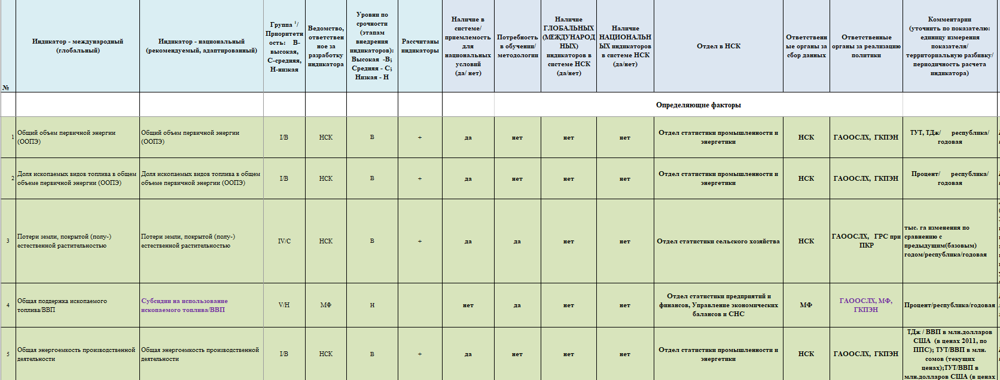 №
Индикатор - международный
(глобальный)
Индикатор - национальный
(рекомендуемый, адаптированный)
Группа ¹/
Приоритетн
ость: В-
высокая,
С-средняя,
Н-низкая
Ведомство,
ответствен
ное за
разработку
индикатора
Уровни по
срочности
(этапам
внедрения
индикаторов):
Высокая -В;
Средняя - С;
Низкая - Н
Рассчитаны
индикаторы
Наличие в
системе/
приемлемость
для
национальных
условий
(да/ нет)
Потребность
в обучении/
методологии
Наличие
ГЛОБАЛЬНЫХ
(МЕЖДУНАРОД
НЫХ)
индикаторов в
системе НСК
(да/нет)
Наличие
НАЦИОНАЛЬН
ЫХ индикаторов
в системе НСК
(да/нет)
Отдел в НСК
Ответственн
ые органы за
сбор данных
Ответственные
органы за реализацию
политики
Комментарии
(уточнить по показателю:
единицу измерения
показателя/
территориальную разбивку/
периодичность расчета
индикатора)
Определяющие факторы
1
Общий объем первичной энергии
(ООПЭ)
Общий объем первичной энергии
(ООПЭ)
I/В
НСК
В
+
да
нет
нет
нет
Отдел статистики промышленности и
энергетики
НСК
ГАООСЛХ, ГКПЭН
ТУТ, ТДж/ республика/
годовая
2
Доля ископаемых видов топлива в общем
объеме первичной энергии (ООПЭ)
Доля ископаемых видов топлива в общем
объеме первичной энергии (ООПЭ)
I/В
НСК
В
+
да
нет
нет
нет
Отдел статистики промышленности и
энергетики
НСК
ГАООСЛХ, ГКПЭН
Процент/ республика/
годовая
3
Потери земли, покрытой (полу-)
естественной растительностью
Потери земли, покрытой (полу-)
естественной растительностью
IV/С
НСК
В
+
да
да
нет
нет
Отдел статистики сельского хозяйства
НСК
ГАООСЛХ, ГРС при
ПКР
тыс. га изменения по
сравнению с
предыдущим(базовым)
годом/республика/годовая
4
Общая поддержка ископаемого
топлива/ВВП
Субсидии на использование
ископаемого топлива/ВВП
V/Н
МФ
Н
нет
да
нет
нет
Отдел статистики предприятий и
финансов, Управление экономических
балансов и СНС
МФ
ГАООСЛХ, МФ,
ГКПЭН
Процент/республика/годовая
5
Общая энергоемкость производственной
деятельности
Общая энергоемкость производственной
деятельности
I/В
НСК
В
+
да
нет
нет
нет
Отдел статистики промышленности и
энергетики
НСК
ГАООСЛХ, ГКПЭН
ТДж / ВВП в млн.долларов
США (в ценах 2011, по
ППС); ТУТ/ВВП в млн.
сомов (текущих
ценах);ТУТ/ВВП в
млн.долларов США (в ценах